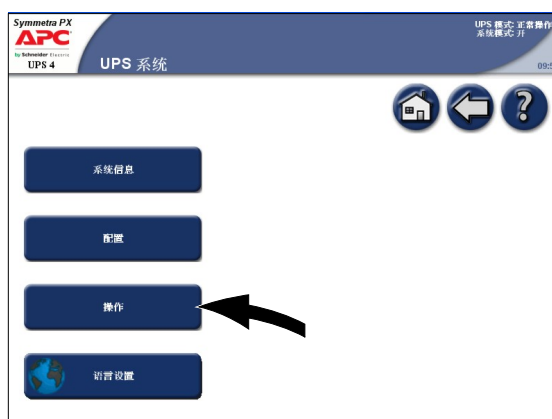 Symmetra PX
APC
by Schneider Electric
UPS 4
UPS 系统
UPS 模式: 正常操作
系统模式: 开
系统信息
配置
操作
语言设置